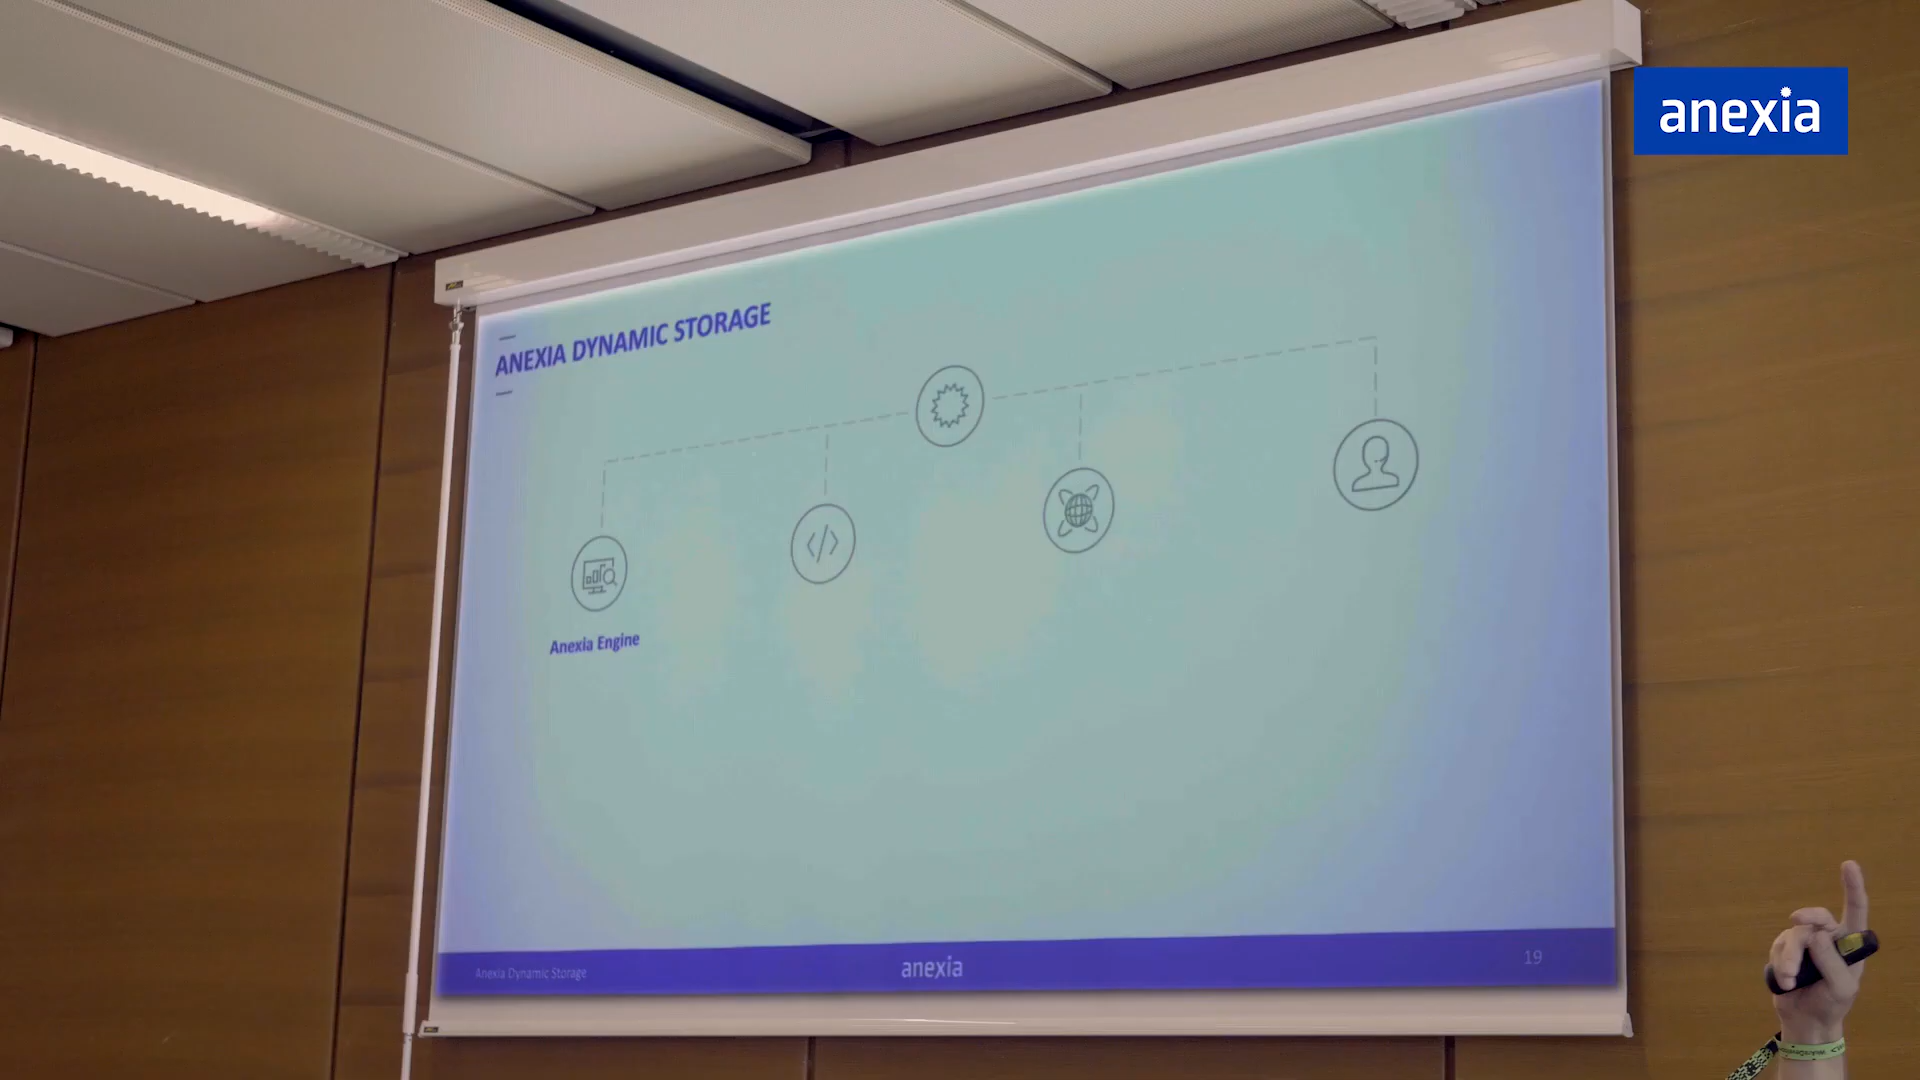 anexia
ANEXIA DYNAMIC STORAGE
</>
Anexia Engine
Anexia Dynamic Storage
anexia
19